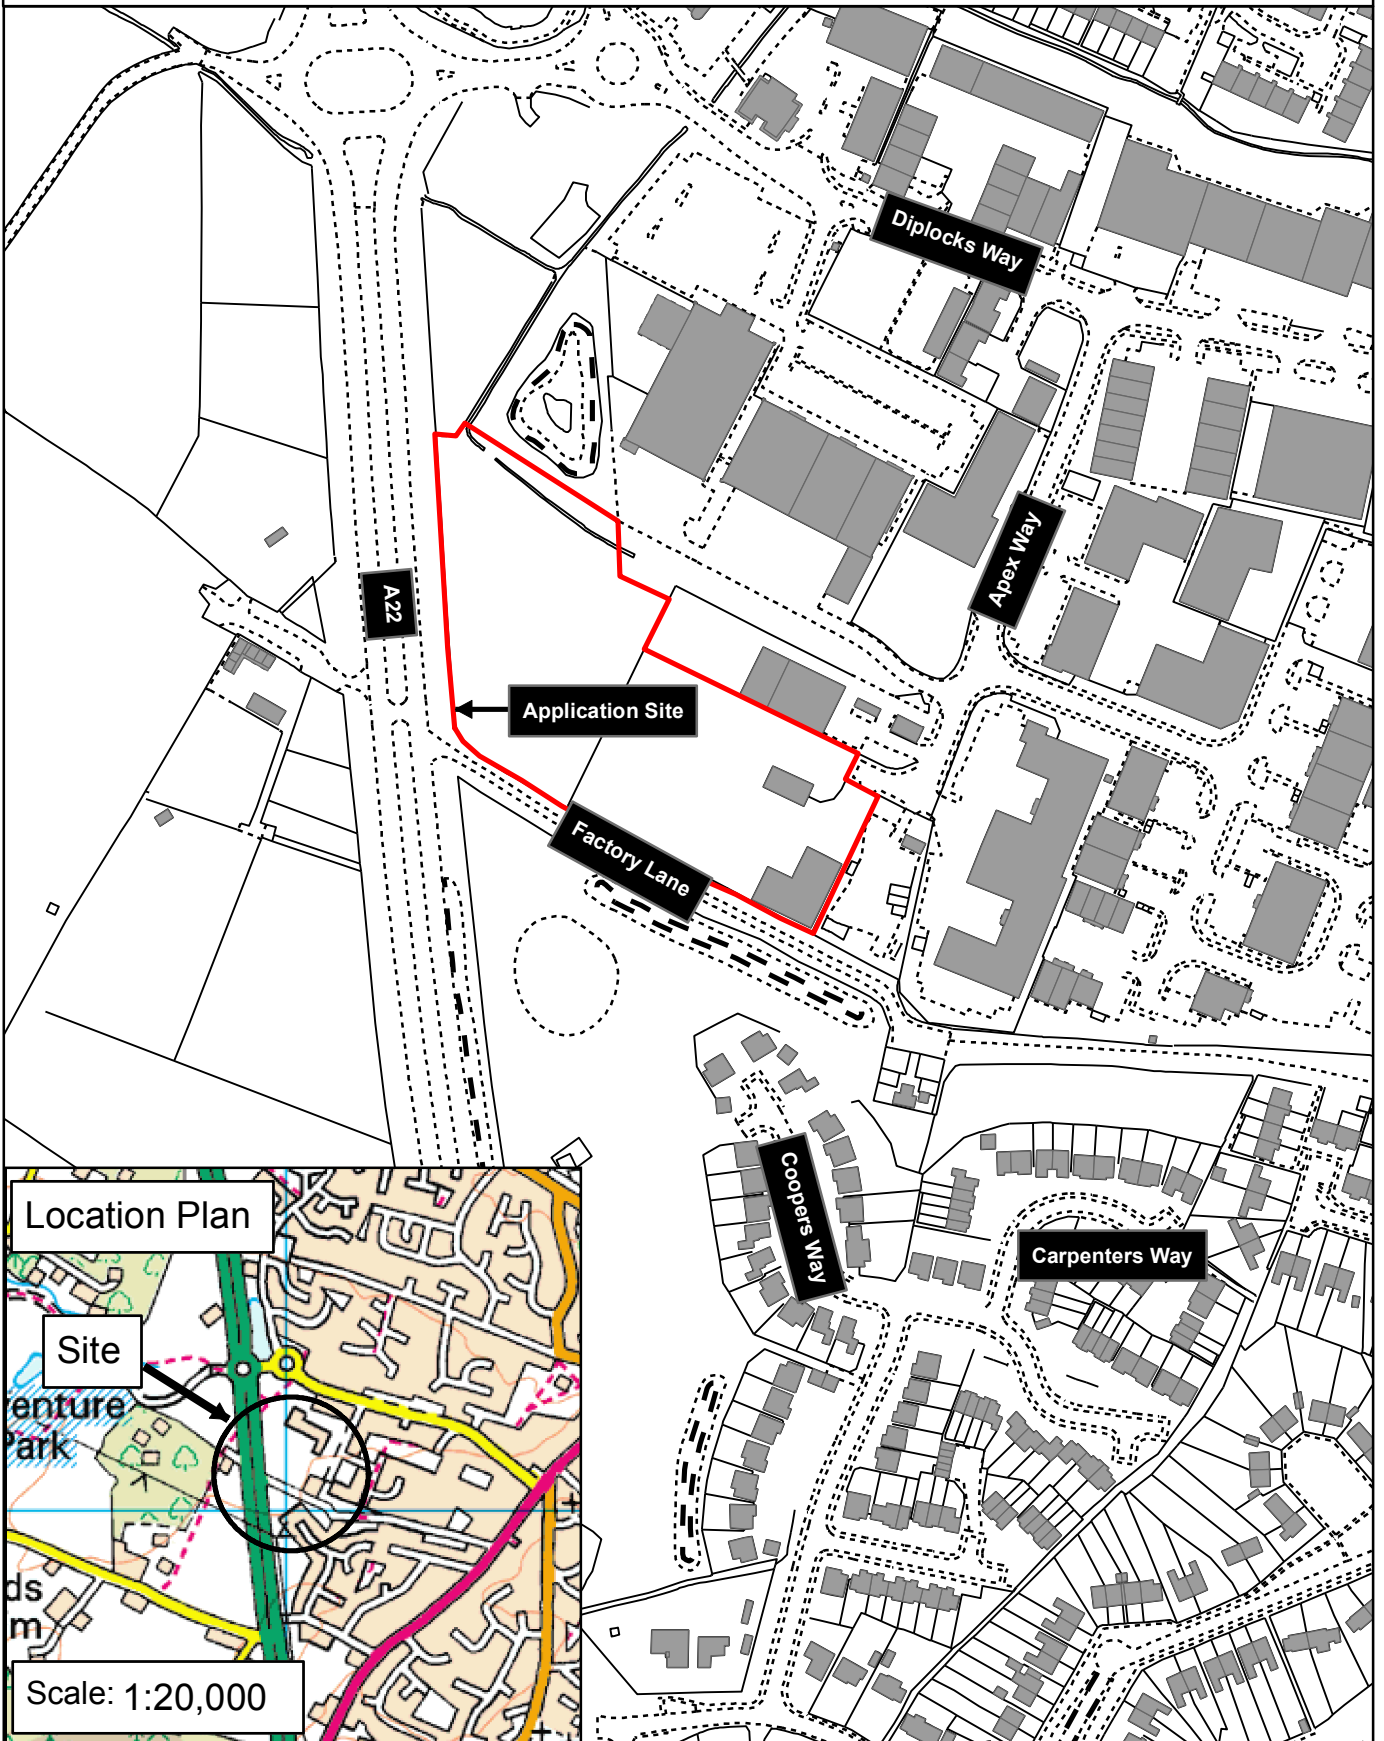 Diplocks Way
Apex Way
A22
Application Site
Factory Lane
Coopers Way
Carpenters Way
Location Plan
Site
enture
Park
ds
m
Scale: 1:20,000